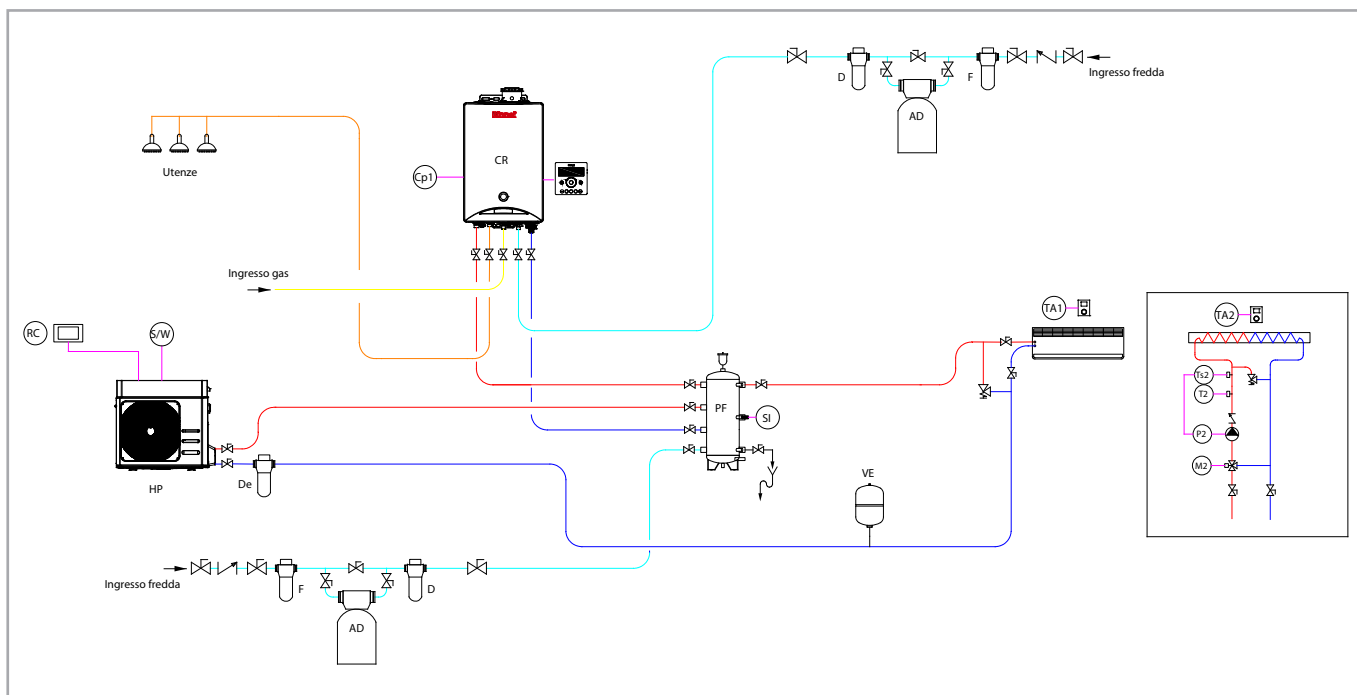 Ingresso fredda
D
F
AD
Rinnai
CR
Cp1
Utenze
Ingresso gas
RC
S/W
HP
De
PF
SI
VE
TA1
TA2
Ts2
T2
P2
M2
Ingresso fredda
F
D
AD